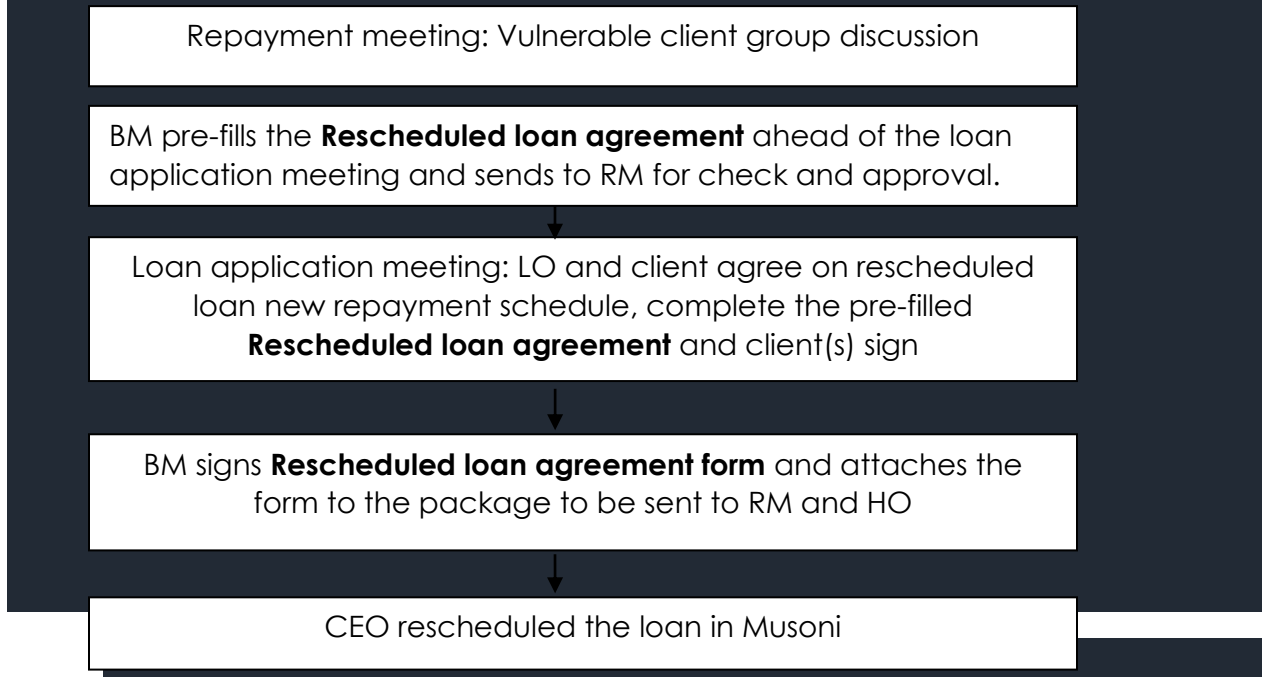 Repayment meeting: Vulnerable client group discussion
BM pre-fills the Rescheduled loan agreement ahead of the loan
application meeting and sends to RM for check and approval.
Loan application meeting: LO and client agree on rescheduled
loan new repayment schedule, complete the pre-filled
Rescheduled loan agreement and client(s) sign
BM signs Rescheduled loan agreement form and attaches the
form to the package to be sent to RM and HO
CEO rescheduled the loan in Musoni